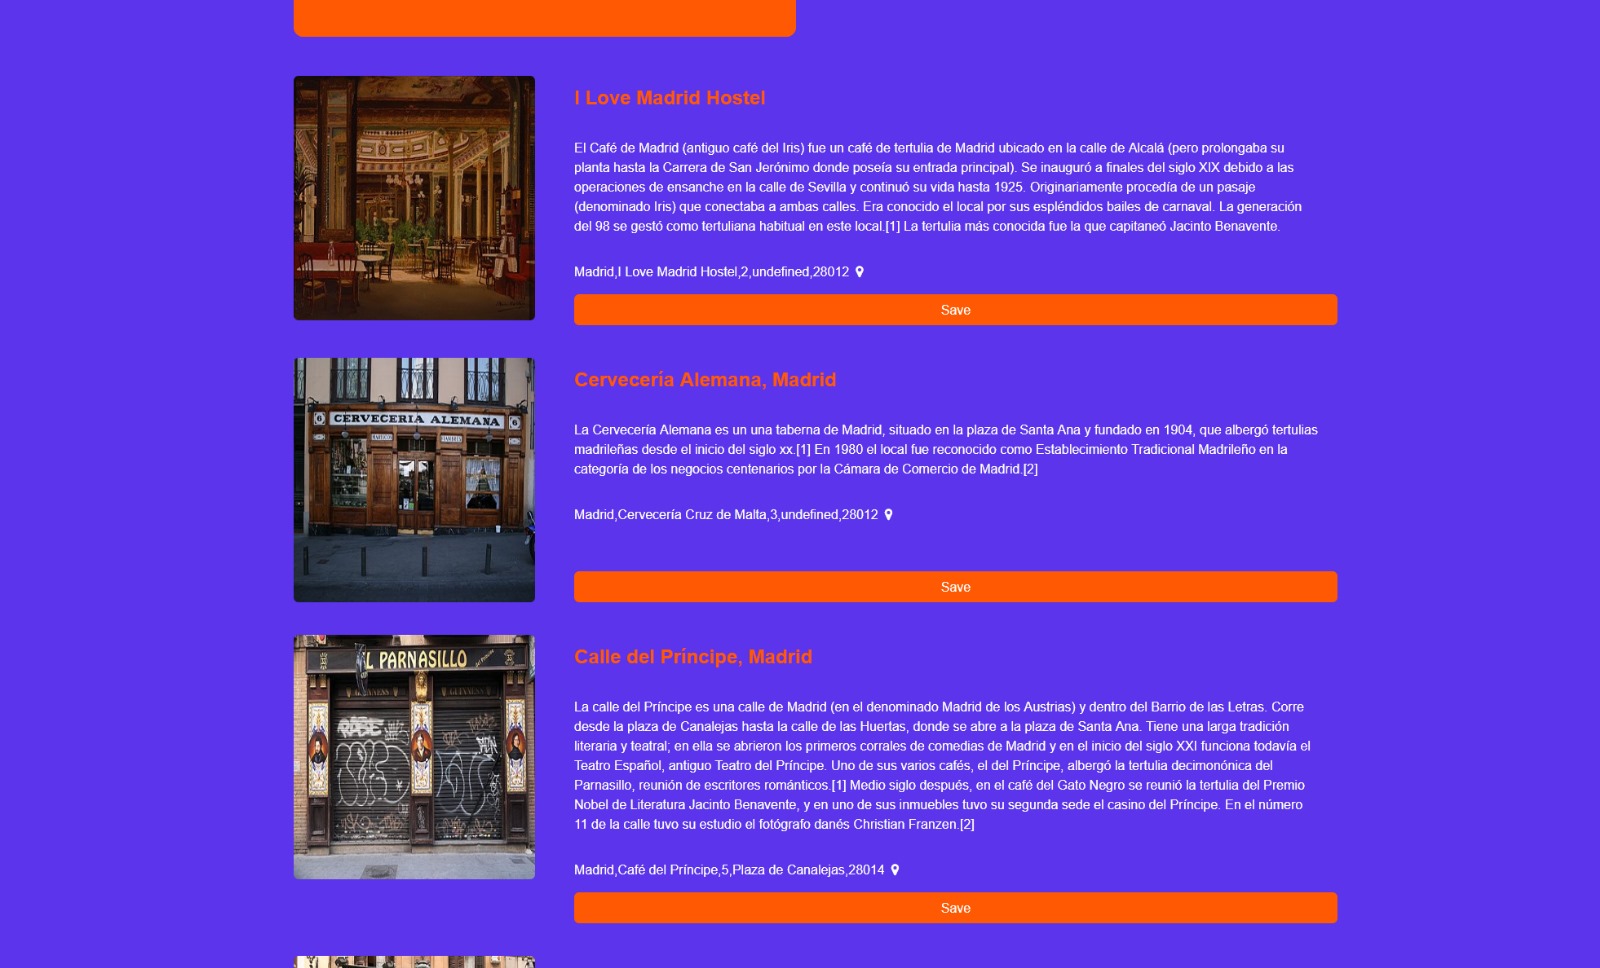 I Love Madrid Hostel
El Café de Madrid (antiguo café del Iris) fue un café de tertulia de Madrid ubicado en la calle de Alcalá (pero prolongaba su
planta hasta la Carrera de San Jerónimo donde poseía su entrada principal). Se inauguró a finales del siglo XIX debido a las
operaciones de ensanche en la calle de Sevilla y continuó su vida hasta 1925. Originariamente procedía de un pasaje
(denominado Iris) que conectaba a ambas calles. Era conocido el local por sus espléndidos bailes de carnaval. La generación
del 98 se gestó como tertuliana habitual en este local.[1] La tertulia más conocida fue la que capitaneó Jacinto Benavente.
Madrid,I Love Madrid Hostel,2,undefined,28012
Save
6 CERVECERIA ALEMANA 6
Cervecería Alemana, Madrid
La Cervecería Alemana es un una taberna de Madrid, situado en la plaza de Santa Ana y fundado en 1904, que albergó tertulias
madrileñas desde el inicio del siglo xx.[1] En 1980 el local fue reconocido como Establecimiento Tradicional Madrileño en la
categoría de los negocios centenarios por la Cámara de Comercio de Madrid.[2]
Madrid,Cervecería Cruz de Malta,3,undefined,28012
Save
EL PARNASILLO
GUINNESS GUINNESS
Calle del Príncipe, Madrid
La calle del Príncipe es una calle de Madrid (en el denominado Madrid de los Austrias) y dentro del Barrio de las Letras. Corre
desde la plaza de Canalejas hasta la calle de las Huertas, donde se abre a la plaza de Santa Ana. Tiene una larga tradición
literaria y teatral; en ella se abrieron los primeros corrales de comedias de Madrid y en el inicio del siglo XXI funciona todavía el
Teatro Español, antiguo Teatro del Príncipe. Uno de sus varios cafés, el del Príncipe, albergó la tertulia decimonónica del
Parnasillo, reunión de escritores románticos.[1] Medio siglo después, en el café del Gato Negro se reunió la tertulia del Premio
Nobel de Literatura Jacinto Benavente, y en uno de sus inmuebles tuvo su segunda sede el casino del Príncipe. En el número
11 de la calle tuvo su estudio el fotógrafo danés Christian Franzen.[2]
Madrid,Café del Príncipe,5,Plaza de Canalejas,28014
Save